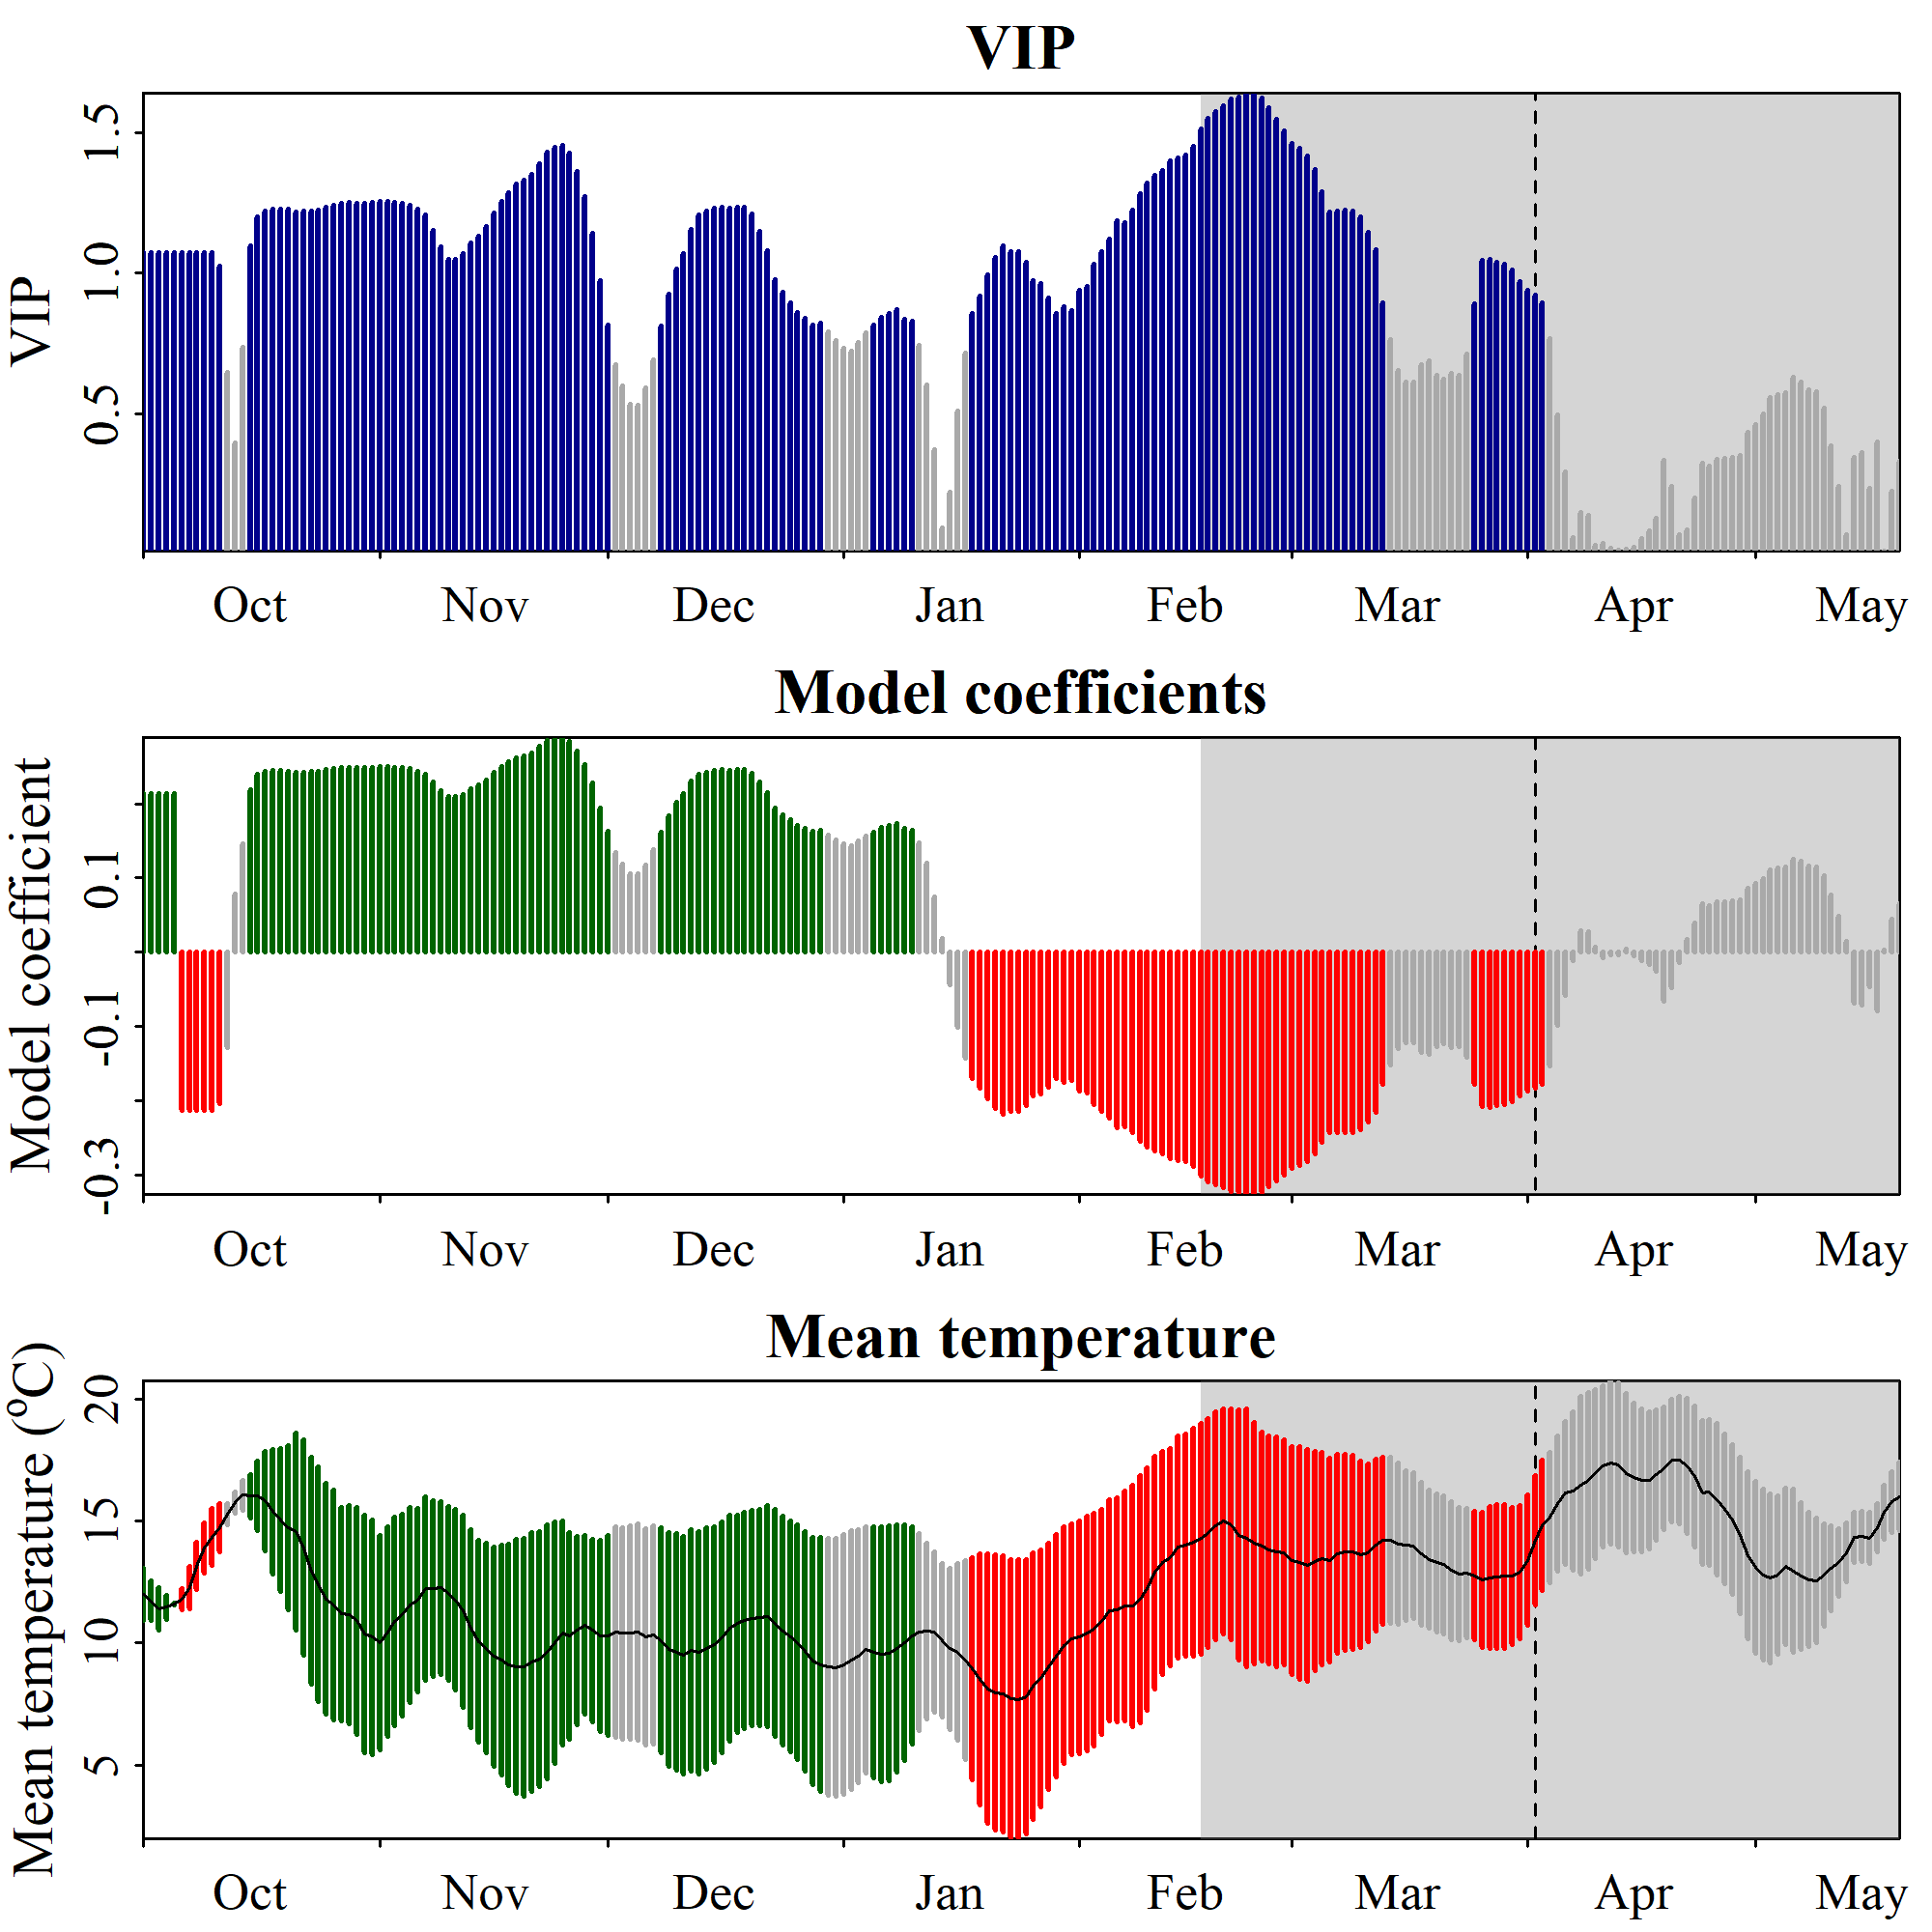 VIP
VIP
1.5
1.0
0.5
Oct Nov Dec Jan Feb Mar Apr May
Model coefficients
Model coefficient
0.1
-0.1
-0.3
Oct Nov Dec Jan Feb Mar Apr May
Mean temperature
Mean temperature (ºC)
20
15
10
5
Oct Nov Dec Jan Feb Mar Apr May